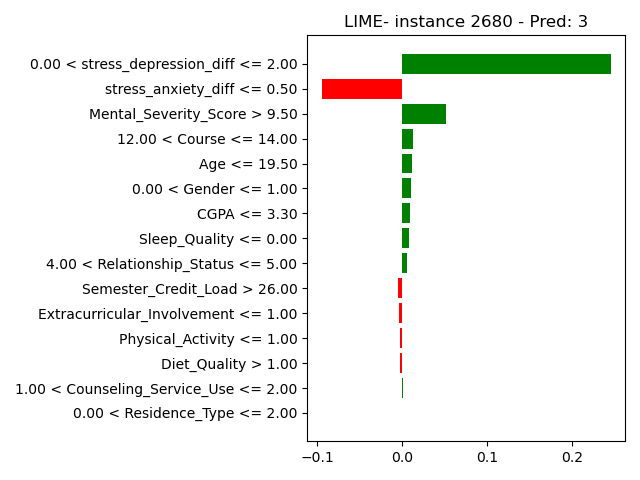 LIME- instance 2680 - Pred: 3
0.00 < stress_depression_diff <= 2.00
stress_anxiety_diff <= 0.50
Mental_Severity_Score > 9.50
12.00 < Course <= 14.00
Age <= 19.50
0.00 < Gender <= 1.00
CGPA <= 3.30
Sleep_Quality <= 0.00
4.00 < Relationship_Status <= 5.00
Semester_Credit_Load > 26.00
Extracurricular_Involvement <= 1.00
Physical_Activity <= 1.00
Diet_Quality > 1.00
1.00 < Counseling_Service_Use <= 2.00
0.00 < Residence_Type <= 2.00
−0.1 0.0 0.1 0.2